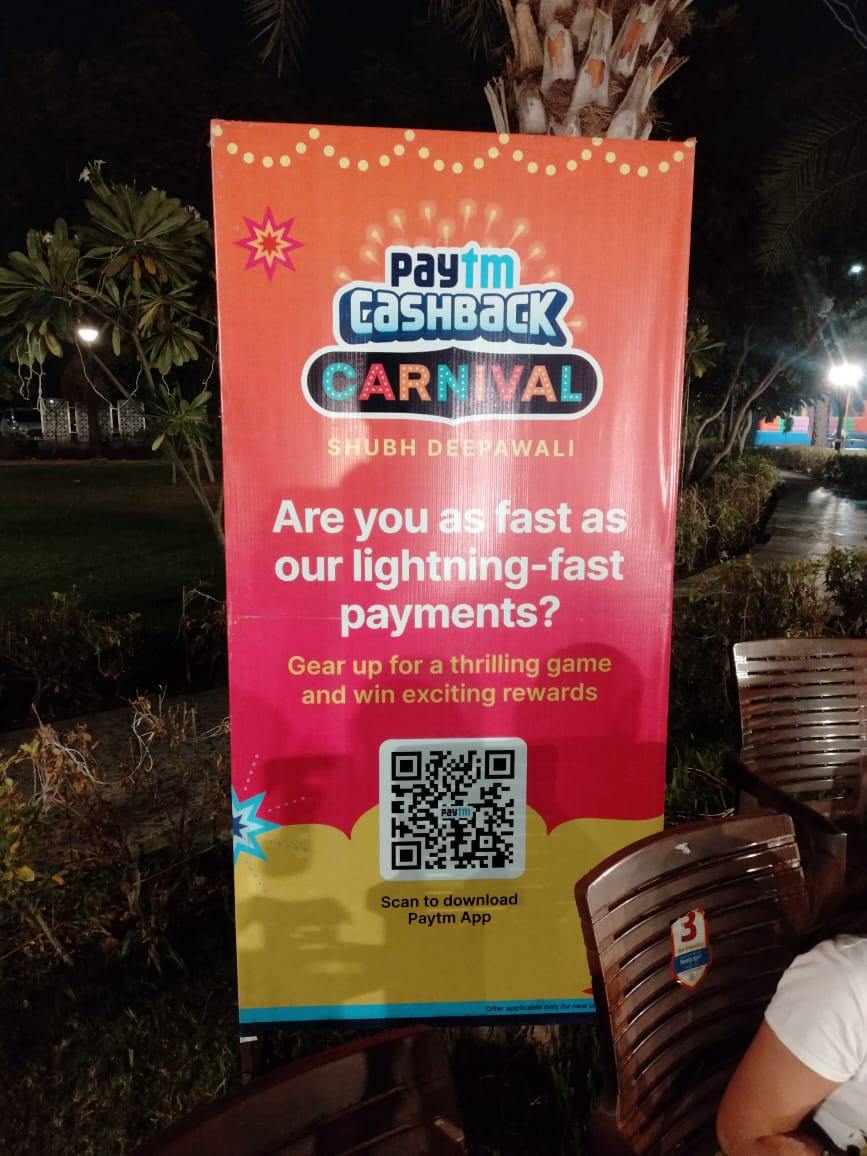 paytm
CASHBACK
CARNIVAL
SHUBH DEEPAWALI
Are you as fast as
our lightning-fast
payments?
Gear up for a thrilling game
and win exciting rewards
paytm
Scan to download
Paytm App
Offer applicable only for new
3